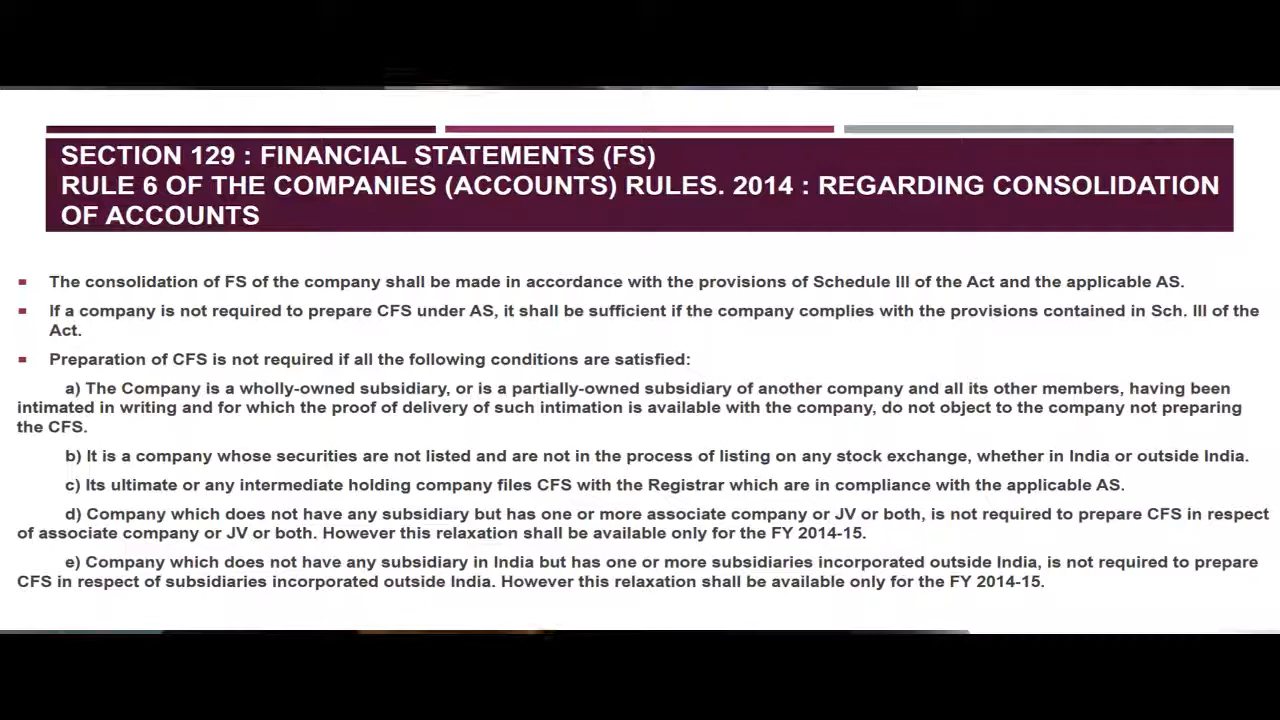 SECTION 129 : FINANCIAL STATEMENTS (FS)
RULE 6 OF THE COMPANIES (ACCOUNTS) RULES. 2014 : REGARDING CONSOLIDATION
OF ACCOUNTS
The consolidation of FS of the company shall be made in accordance with the provisions of Schedule III of the Act and the applicable AS.
If a company is not required to prepare CFS under AS, it shall be sufficient if the company complies with the provisions contained in Sch. III of the
Act.
Preparation of CFS is not required if all the following conditions are satisfied:
a) The Company is a wholly-owned subsidiary, or is a partially-owned subsidiary of another company and all its other members, having been
intimated in writing and for which the proof of delivery of such intimation is available with the company, do not object to the company not preparing
the CFS.
b) It is a company whose securities are not listed and are not in the process of listing on any stock exchange, whether in India or outside India.
c) Its ultimate or any intermediate holding company files CFS with the Registrar which are in compliance with the applicable AS.
d) Company which does not have any subsidiary but has one or more associate company or JV or both, is not required to prepare CFS in respect
of associate company or JV or both. However this relaxation shall be available only for the FY 2014-15.
e) Company which does not have any subsidiary in India but has one or more subsidiaries incorporated outside India, is not required to prepare
CFS in respect of subsidiaries incorporated outside India. However this relaxation shall be available only for the FY 2014-15.